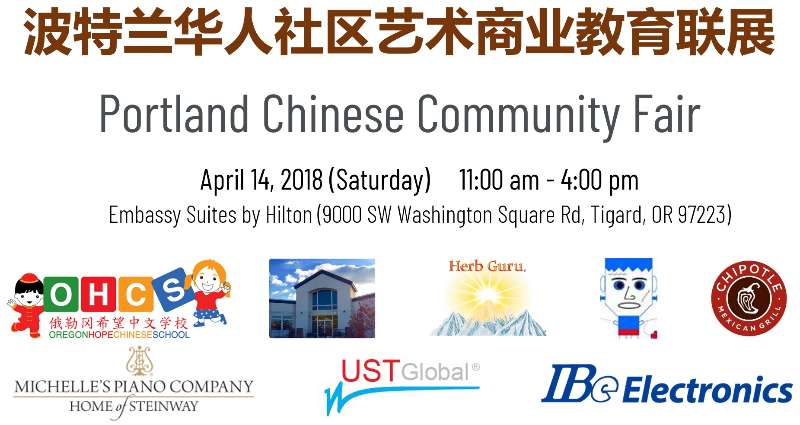 波特兰华人社区艺术商业教育联展
Portland Chinese Community Fair
April 14, 2018 (Saturday) 11:00 am - 4:00 pm
Embassy Suites by Hilton (9000 SW Washington Square Rd, Tigard, OR 97223)
OHCS
俄勒冈希望中文学校
OREGONHOPECHINESESCHOOL
Herb Guru.
CHIPOTLE
MEXICAN GRILL
MICHELLE'S PIANO COMPANY
HOME of STEINWAY
UST Global®
IBe Electronics